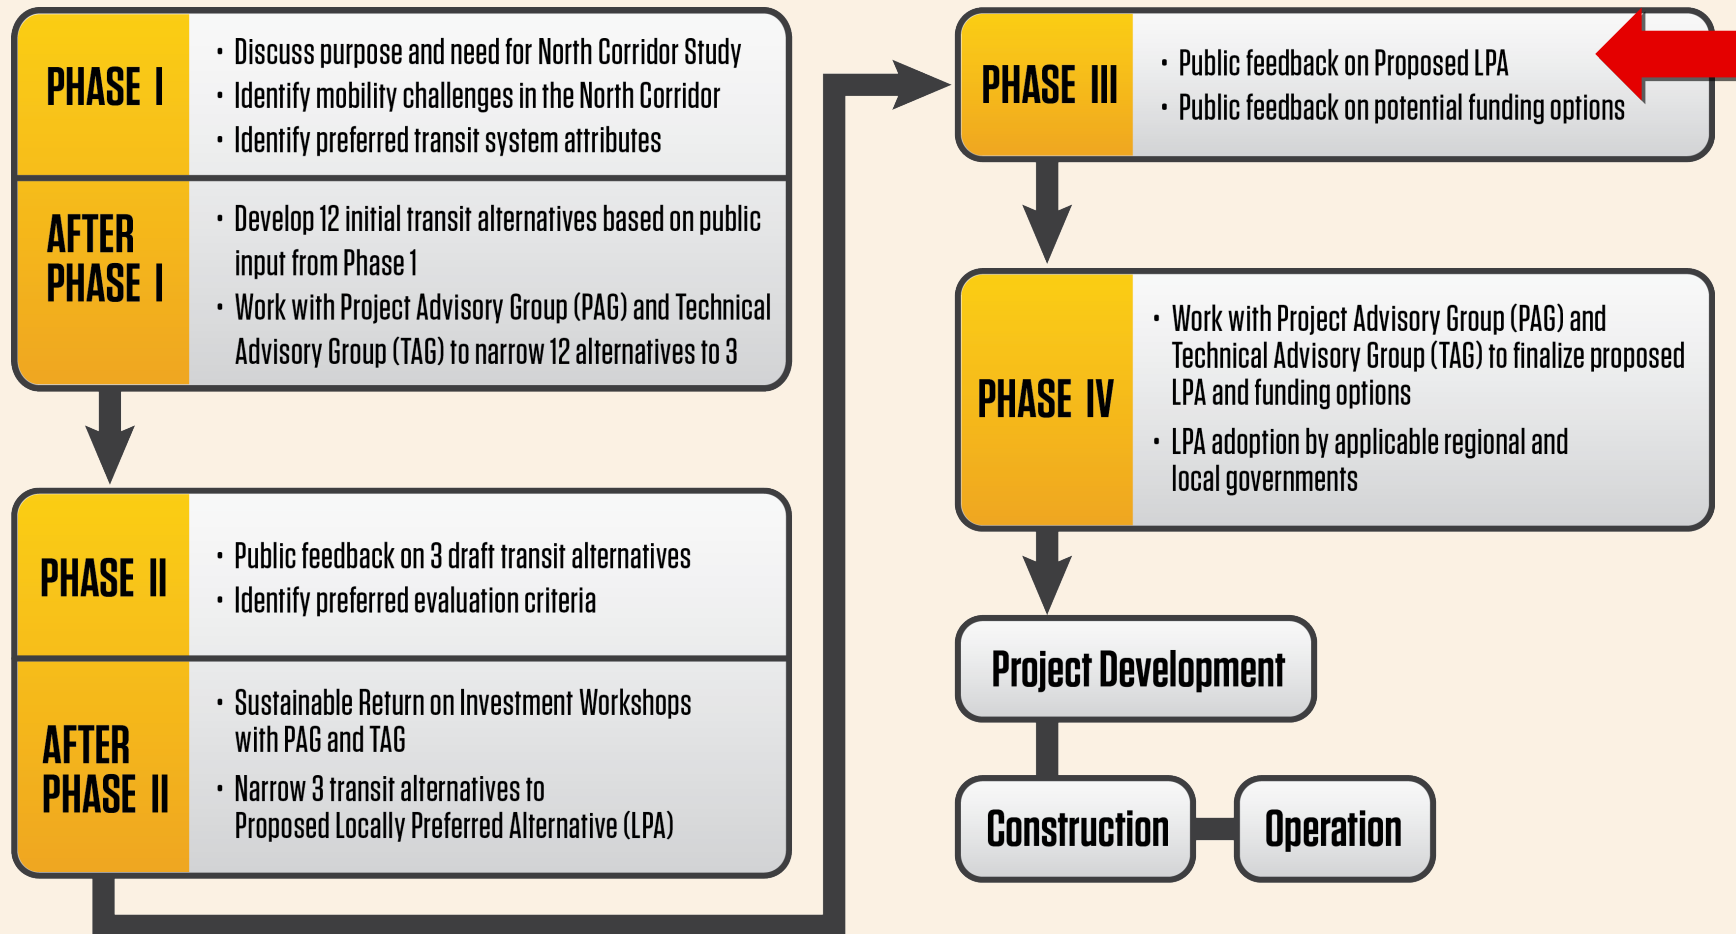 PHASE I
• Discuss purpose and need for North Corridor Study
• Identify mobility challenges in the North Corridor
• Identify preferred transit system attributes
AFTER
PHASE I
• Develop 12 initial transit alternatives based on public
input from Phase 1
• Work with Project Advisory Group (PAG) and Technical
Advisory Group (TAG) to narrow 12 alternatives to 3
PHASE II
• Public feedback on 3 draft transit alternatives
• Identify preferred evaluation criteria
AFTER
PHASE II
• Sustainable Return on Investment Workshops
with PAG and TAG
• Narrow 3 transit alternatives to
Proposed Locally Preferred Alternative (LPA)
PHASE III
• Public feedback on Proposed LPA
• Public feedback on potential funding options
PHASE IV
• Work with Project Advisory Group (PAG) and
Technical Advisory Group (TAG) to finalize proposed
LPA and funding options
• LPA adoption by applicable regional and
local governments
Project Development
Construction
Operation